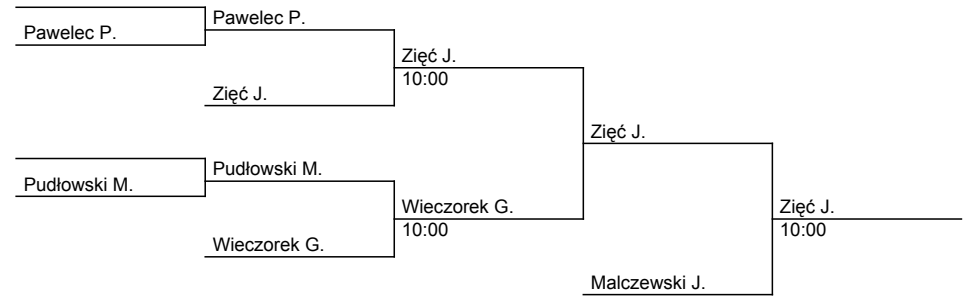 Pawelec P.
Pawelec P.
Zięć J.
10:00
Zięć J.
Zięć J.
Pudłowski M.
Pudłowski M.
Wieczorek G.
10:00
Zięć J.
10:00
Wieczorek G.
Malczewski J.